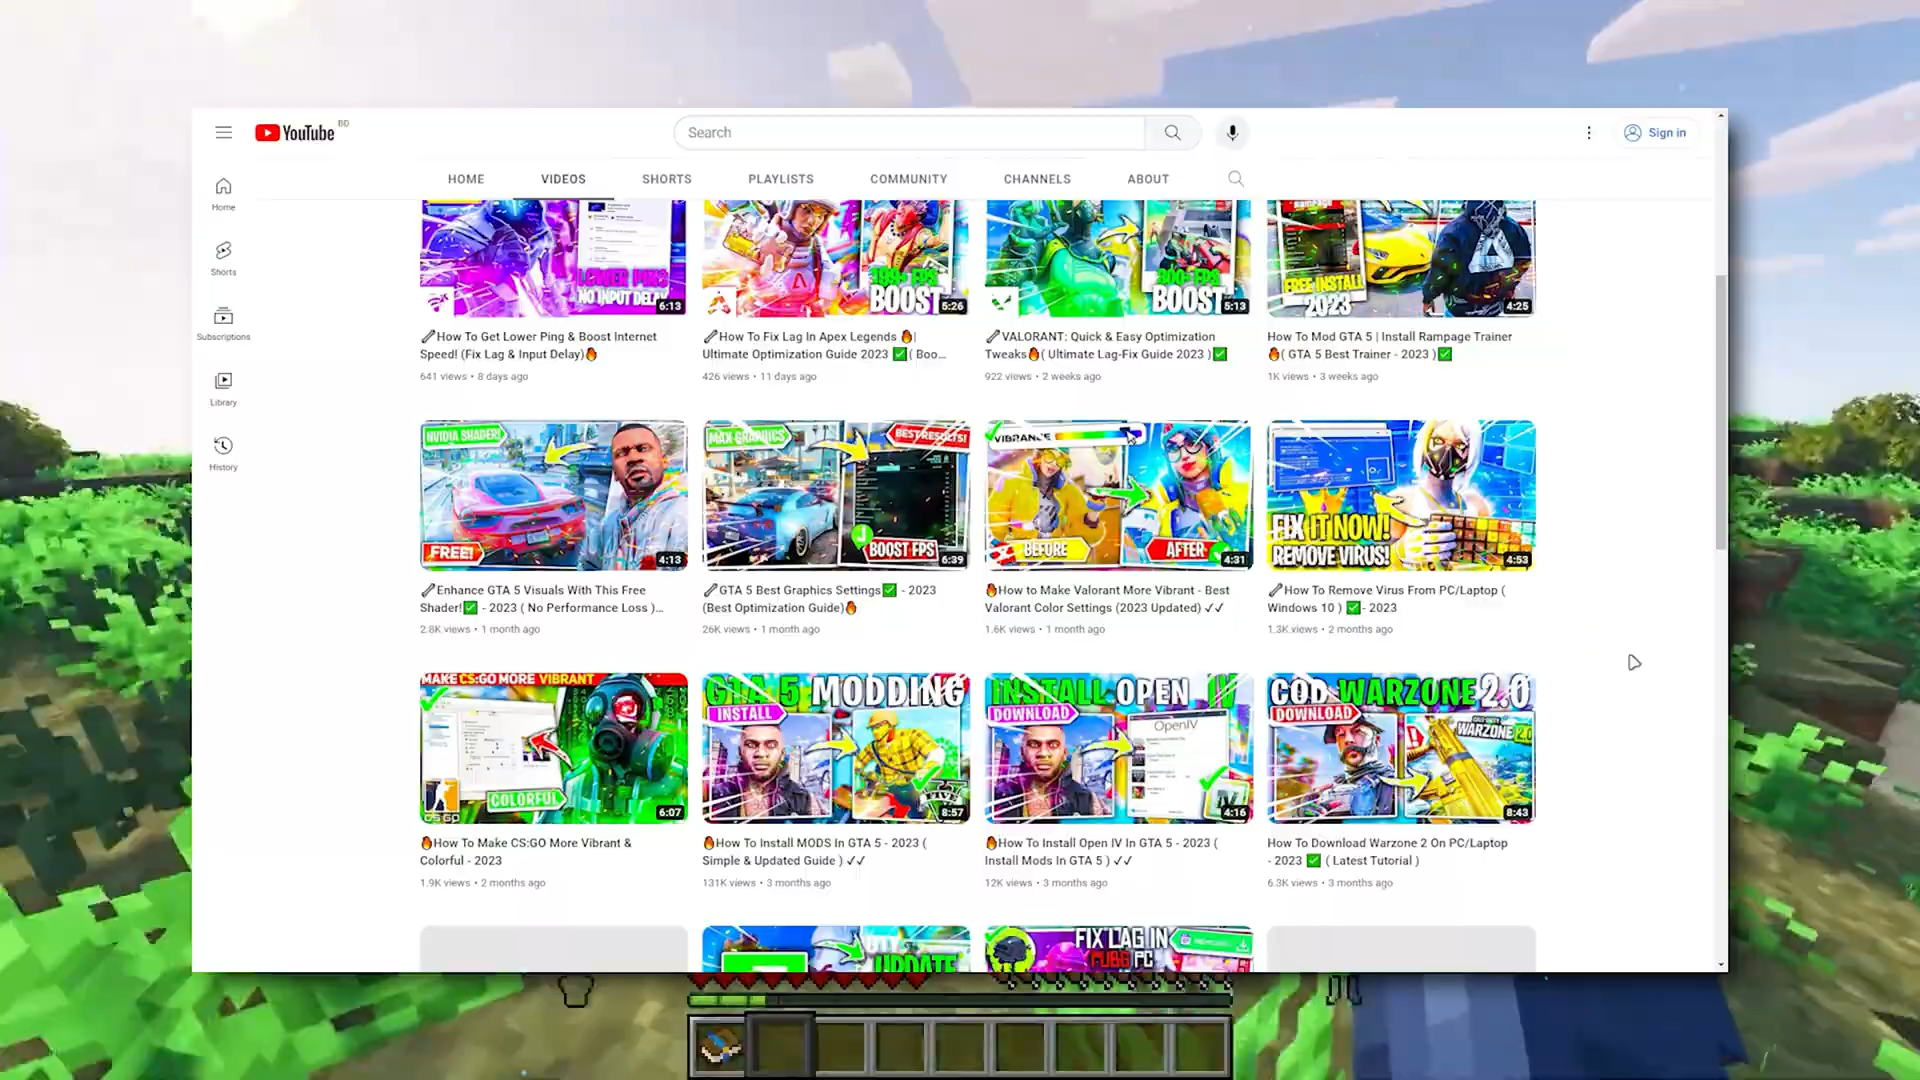 YouTube BD
Search
Sign in
HOME VIDEOS SHORTS PLAYLISTS COMMUNITY CHANNELS ABOUT
Home
Shorts
Subscriptions
Library
History
LOWER PING
NO INPUT DELAY
6:13
BOOST
5:26
BOOST
5:13
FREE INSTALL
2023
4:25
How To Get Lower Ping & Boost Internet
Speed! (Fix Lag & Input Delay)🔥
641 views • 8 days ago
How To Fix Lag In Apex Legends 🔥|
Ultimate Optimization Guide 2023 ✅( Boo...
426 views • 11 days ago
VALORANT: Quick & Easy Optimization
Tweaks🔥( Ultimate Lag-Fix Guide 2023 )✅
922 views • 2 weeks ago
How To Mod GTA 5 | Install Rampage Trainer
🔥( GTA 5 Best Trainer - 2023 )✅
1K views • 3 weeks ago
NVIDIA SHADER!
FREE!
4:13
MAX GRAPHICS
BEST RESULTS!
BOOST FPS
6:39
VIBRANCE
BEFORE
AFTER
4:31
FIX IT NOW!
REMOVE VIRUS!
4:53
Enhance GTA 5 Visuals With This Free
Shader!✅ - 2023 ( No Performance Loss )...
2.8K views • 1 month ago
GTA 5 Best Graphics Settings✅ - 2023
(Best Optimization Guide)🔥
26K views • 1 month ago
🔥How to Make Valorant More Vibrant - Best
Valorant Color Settings (2023 Updated) ✓✓
1.6K views • 1 month ago
How To Remove Virus From PC/Laptop (
Windows 10 ) ✅- 2023
1.3K views • 2 months ago
MAKE CS:GO MORE VIBRANT
COLORFUL
CS GO
6:07
GTA 5 MODDING
INSTALL
FIVE
8:57
INSTALL OPEN IV
DOWNLOAD
OpenIV
4:16
COD WARZONE 2.0
DOWNLOAD
WARZONE 2.0
8:43
🔥How To Make CS:GO More Vibrant &
Colorful - 2023
1.9K views • 2 months ago
🔥How To Install MODS In GTA 5 - 2023 (
Simple & Updated Guide ) ✓✓
131K views • 3 months ago
🔥How To Install Open IV In GTA 5 - 2023 (
Install Mods In GTA 5 ) ✓✓
12K views • 3 months ago
How To Download Warzone 2 On PC/Laptop
- 2023 ✅ ( Latest Tutorial )
6.3K views • 3 months ago
UPDATE
FIX LAG IN
PUBG PC